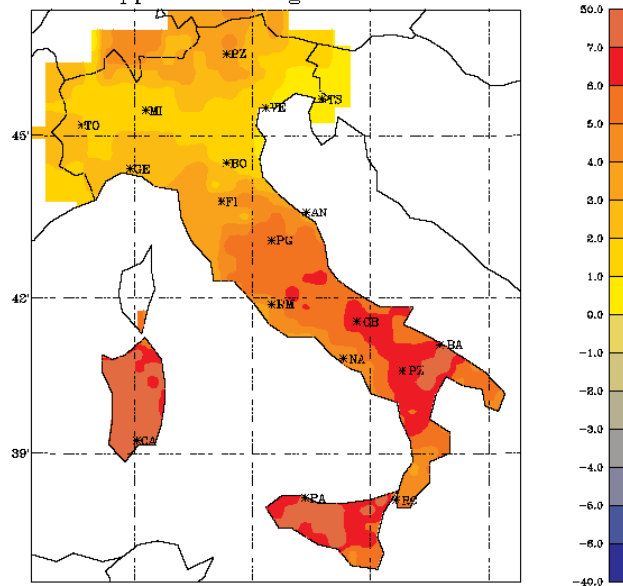 50.0
7.0
6.0
5.0
4.0
3.0
2.0
1.0
0.0
-1.0
-2.0
-3.0
-4.0
-6.0
-40.0
*PZ
*TS
*VE
*MI
*TO
45'
*BO
*GE
*FI
*AN
*PG
42'
*RM
*CB
*BA
*NA
*PZ
*CA
39'
*PA
*RC